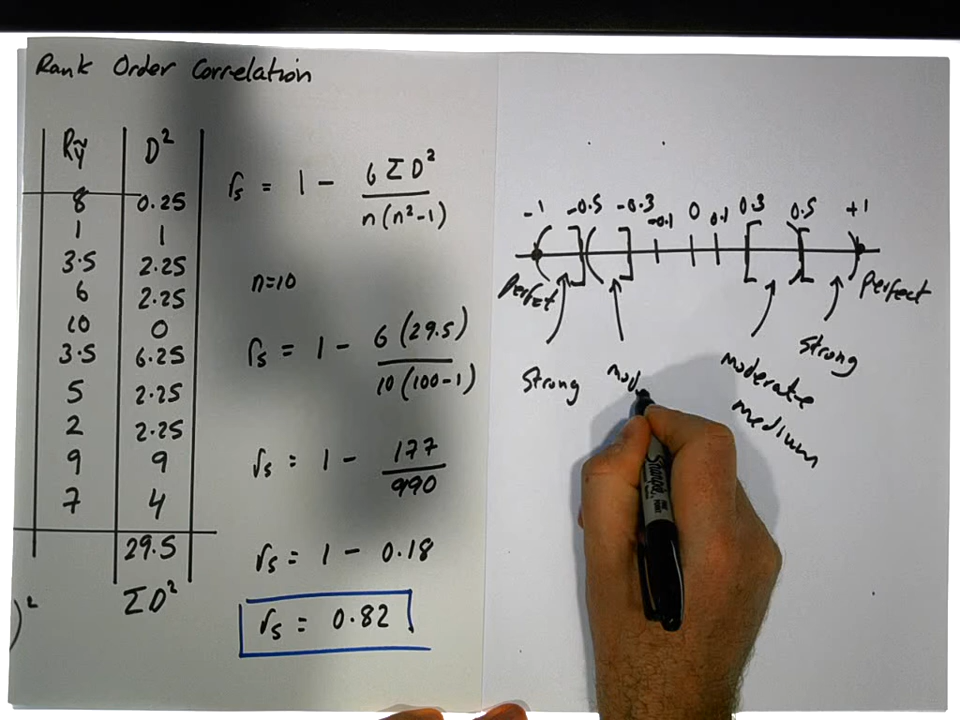 Rank Order Correlation
Ry D²
8 0.25
1 1
3.5 2.25
6 2.25
10 0
3.5 6.25
5 2.25
2 2.25
9 9
7 4
29.5
ΣD²
)²
rs = 1 - 6ΣD² / n(n²-1)
n=10
rs = 1 - 6(29.5) / 10(100-1)
rs = 1 - 177 / 990
rs = 1 - 0.18
rs = 0.82
-1 -0.5 -0.3 -0.1 0 0.1 0.3 0.5 +1
Perfect Perfect
Strong mode moderate Strong
medium
Sharpie